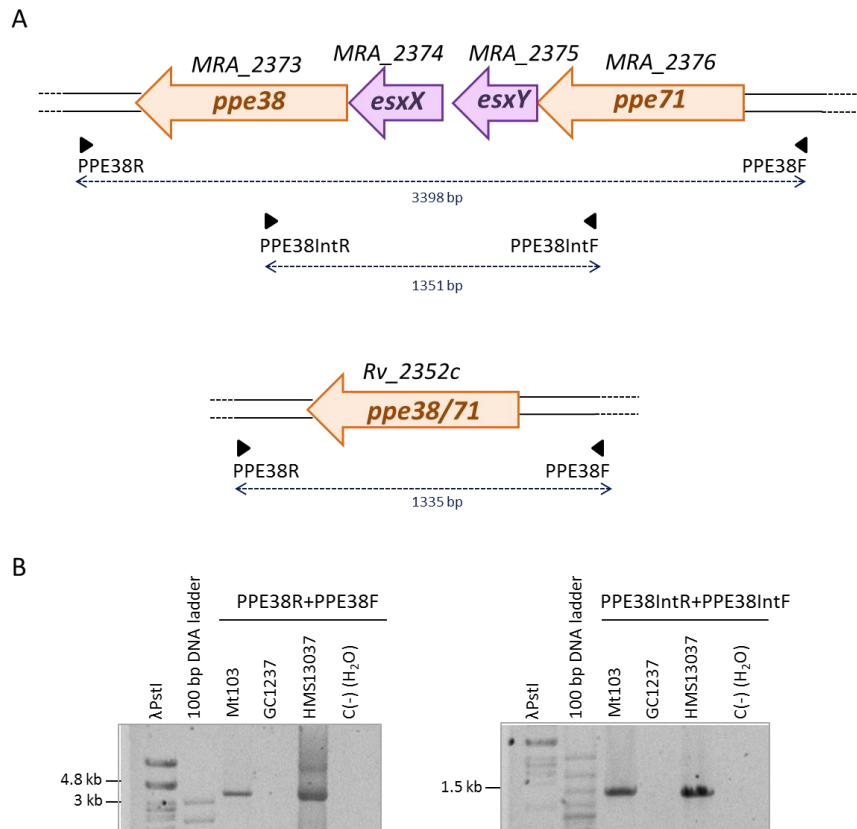 A
MRA_2373 MRA_2374 MRA_2375 MRA_2376
ppe38 esxX esxY ppe71
PPE38R PPE38F
3398 bp
PPE38IntR PPE38IntF
1351 bp
Rv_2352c
ppe38/71
PPE38R PPE38F
1335 bp
B
PPE38R+PPE38F
λPstI
100 bp DNA ladder
Mt103
GC1237
HMS13037
C(-) (H₂O)
4.8 kb
3 kb
PPE38IntR+PPE38IntF
λPstI
100 bp DNA ladder
Mt103
GC1237
HMS13037
C(-) (H₂O)
1.5 kb